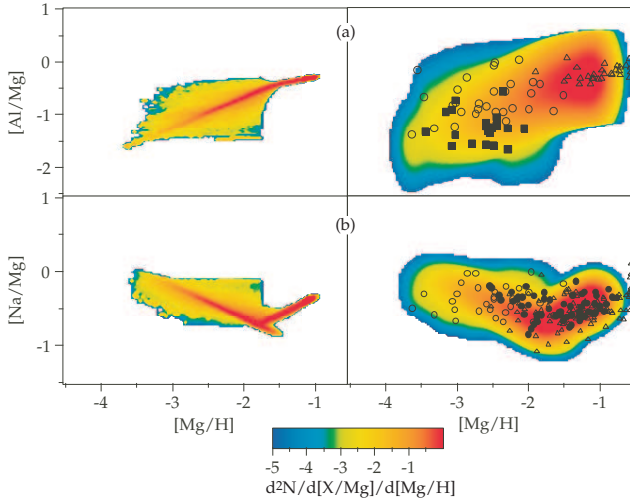 1
(a)
0
[Al/Mg]
-1
-2
1
(b)
0
[Na/Mg]
-1
-4 -3 -2 -1 -4 -3 -2 -1
[Mg/H] [Mg/H]
-5 -4 -3 -2 -1
d²N/d[X/Mg]/d[Mg/H]